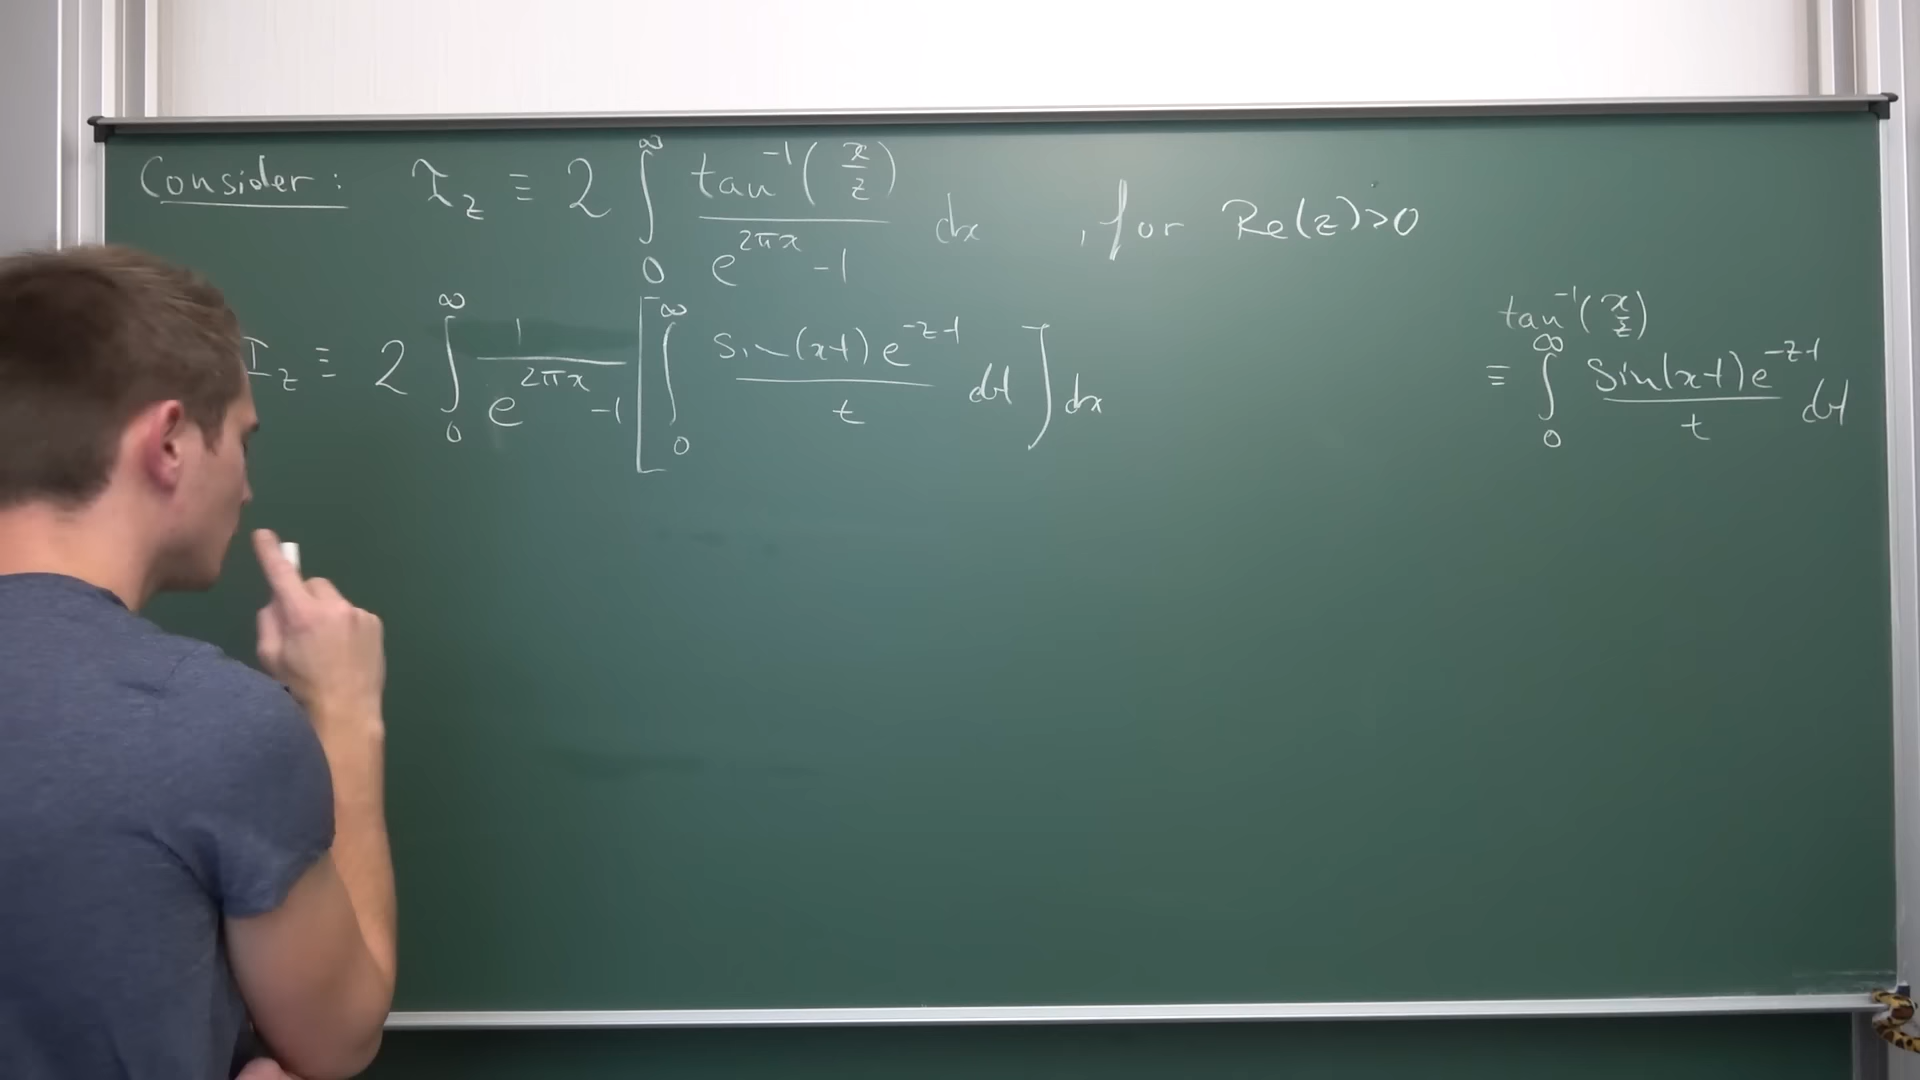 Consider: I_z ≡ 2 ∫_0^∞ tan^{-1}(x/z) / (e^{2πx} - 1) dx , for Re(z)>0
I_z ≡ 2 ∫_0^∞ 1/(e^{2πx} - 1) [ ∫_0^∞ sin(xt) e^{-zt} / t dt ] dx
tan^{-1}(x/z)
≡ ∫_0^∞ sin(xt) e^{-zt} / t dt